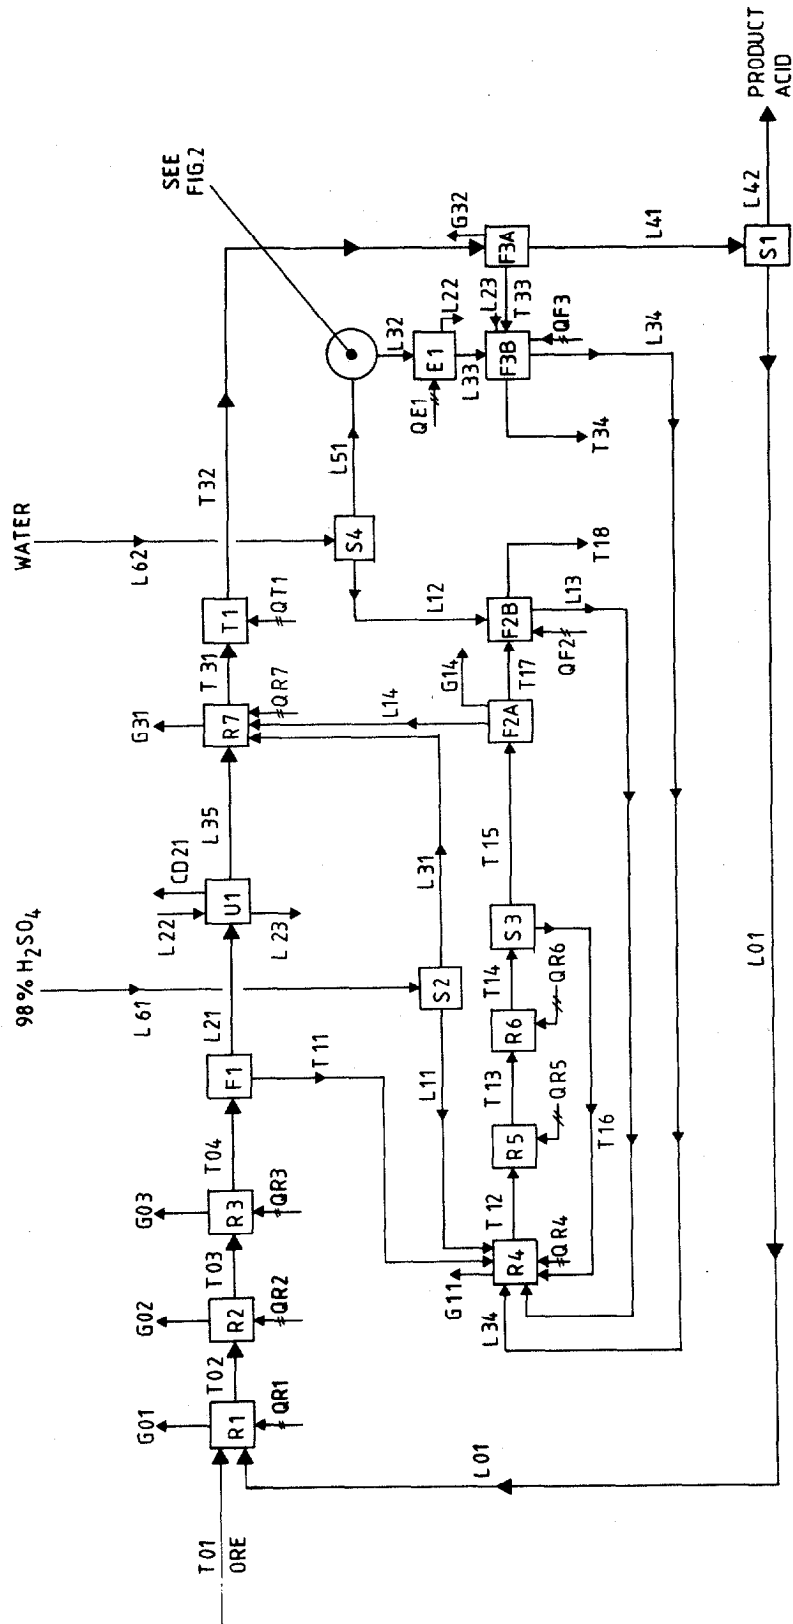 98% H₂SO₄
WATER
L61
L62
G01
G02
G03
G31
SEE
FIG.2
L22
CD21
T01
T02
T03
T04
L21
L35
T31
T32
ORE
R1
R2
R3
F1
U1
R7
T1
QR1
QR2
QR3
L23
QR7
QT1
T11
L51
S4
L14
L32
L11
S2
L31
L12
QE1
E1
L22
G32
G11
G14
L33
L23
L34
T12
T13
T14
T15
R4
R5
R6
S3
F2A
F2B
F3B
F3A
T17
T33
QR4
QR5
QR6
QF2
QF3
T16
L13
T18
T34
L34
L41
L01
L01
S1
L42
PRODUCT
ACID